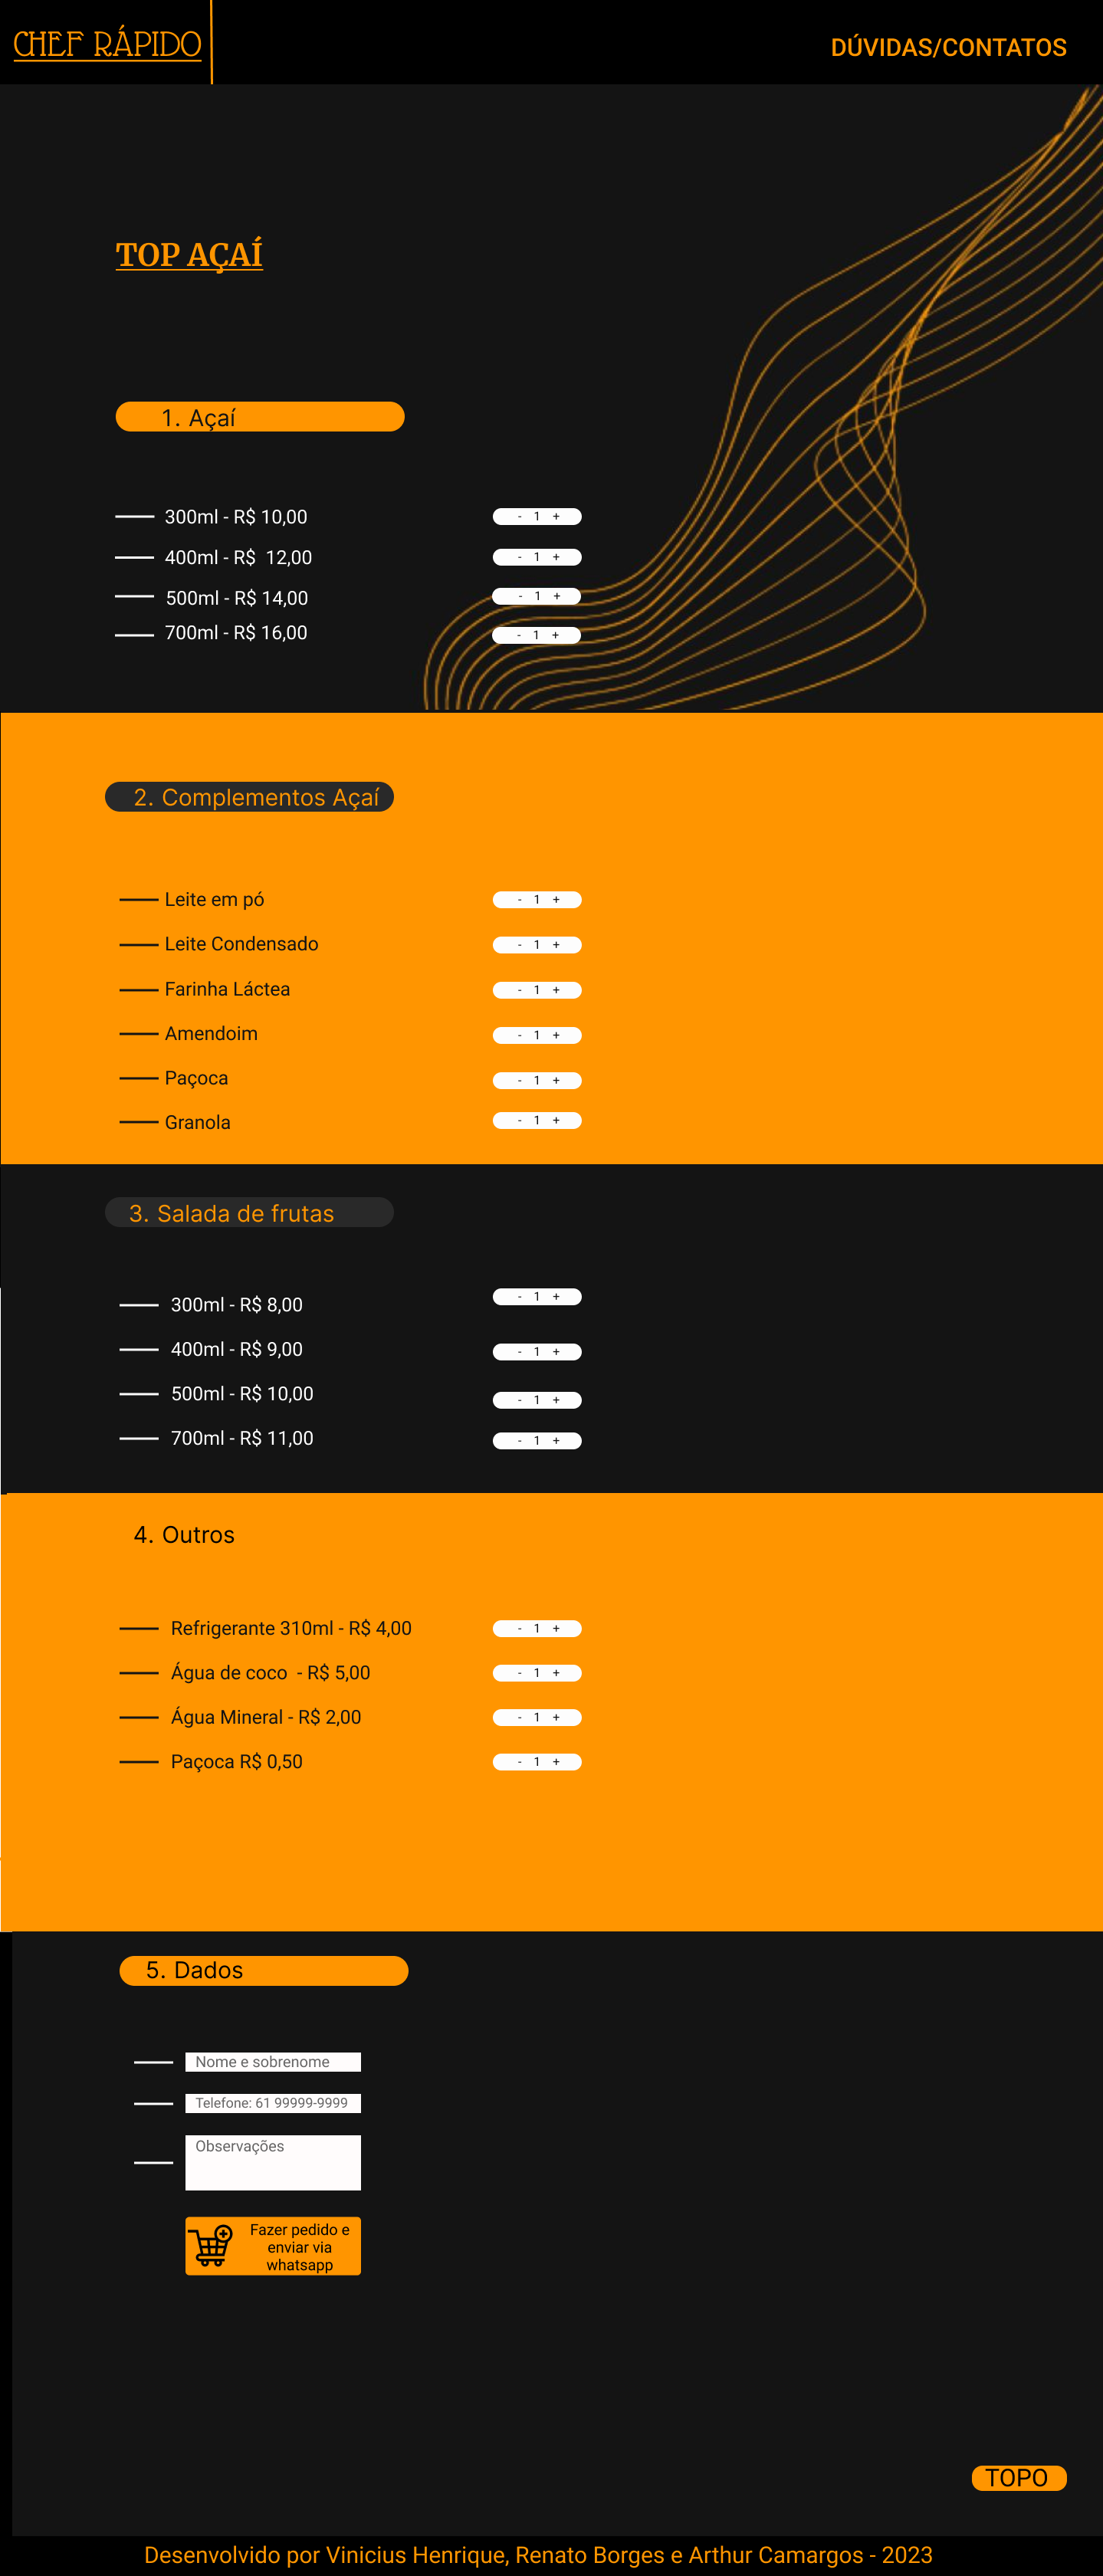 CHEF RÁPIDO
DÚVIDAS/CONTATOS
TOP AÇAÍ
1. Açaí
300ml - R$ 10,00 - 1 +
400ml - R$  12,00 - 1 +
500ml - R$ 14,00 - 1 +
700ml - R$ 16,00 - 1 +
2. Complementos Açaí
Leite em pó - 1 +
Leite Condensado - 1 +
Farinha Láctea - 1 +
Amendoim - 1 +
Paçoca - 1 +
Granola - 1 +
3. Salada de frutas
300ml - R$ 8,00 - 1 +
400ml - R$ 9,00 - 1 +
500ml - R$ 10,00 - 1 +
700ml - R$ 11,00 - 1 +
4. Outros
Refrigerante 310ml - R$ 4,00 - 1 +
Água de coco  - R$ 5,00 - 1 +
Água Mineral - R$ 2,00 - 1 +
Paçoca R$ 0,50 - 1 +
5. Dados
Nome e sobrenome
Telefone: 61 99999-9999
Observações
Fazer pedido e
enviar via
whatsapp
TOPO
Desenvolvido por Vinicius Henrique, Renato Borges e Arthur Camargos - 2023